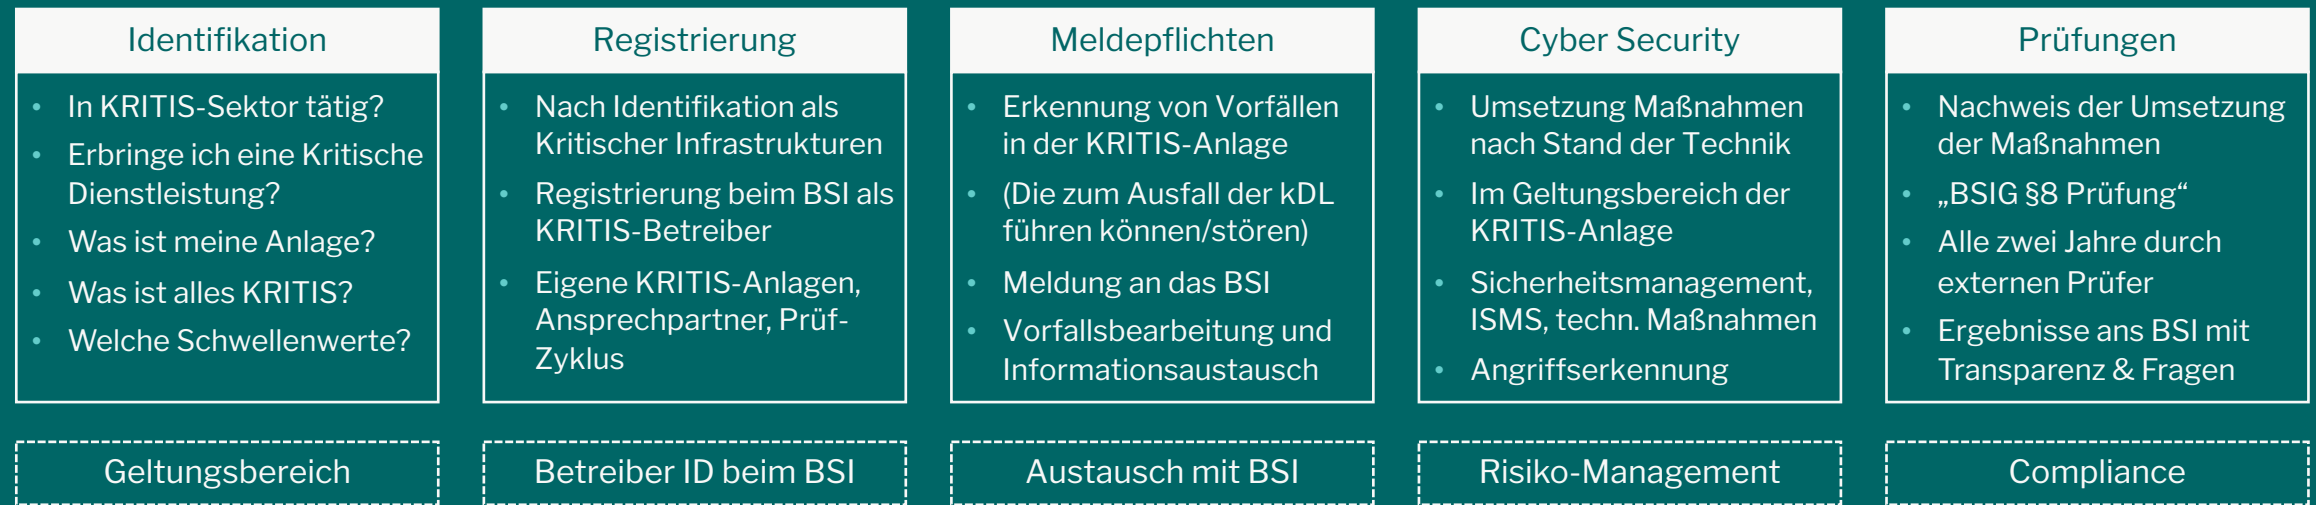 Identifikation
• In KRITIS-Sektor tätig?
• Erbringe ich eine Kritische
Dienstleistung?
• Was ist meine Anlage?
• Was ist alles KRITIS?
• Welche Schwellenwerte?
Geltungsbereich
Registrierung
• Nach Identifikation als
Kritischer Infrastrukturen
• Registrierung beim BSI als
KRITIS-Betreiber
• Eigene KRITIS-Anlagen,
Ansprechpartner, Prüf-
Zyklus
Betreiber ID beim BSI
Meldepflichten
• Erkennung von Vorfällen
in der KRITIS-Anlage
• (Die zum Ausfall der kDL
führen können/stören)
• Meldung an das BSI
• Vorfallsbearbeitung und
Informationsaustausch
Austausch mit BSI
Cyber Security
• Umsetzung Maßnahmen
nach Stand der Technik
• Im Geltungsbereich der
KRITIS-Anlage
• Sicherheitsmanagement,
ISMS, techn. Maßnahmen
• Angriffserkennung
Risiko-Management
Prüfungen
• Nachweis der Umsetzung
der Maßnahmen
• „BSIG §8 Prüfung“
• Alle zwei Jahre durch
externen Prüfer
• Ergebnisse ans BSI mit
Transparenz & Fragen
Compliance